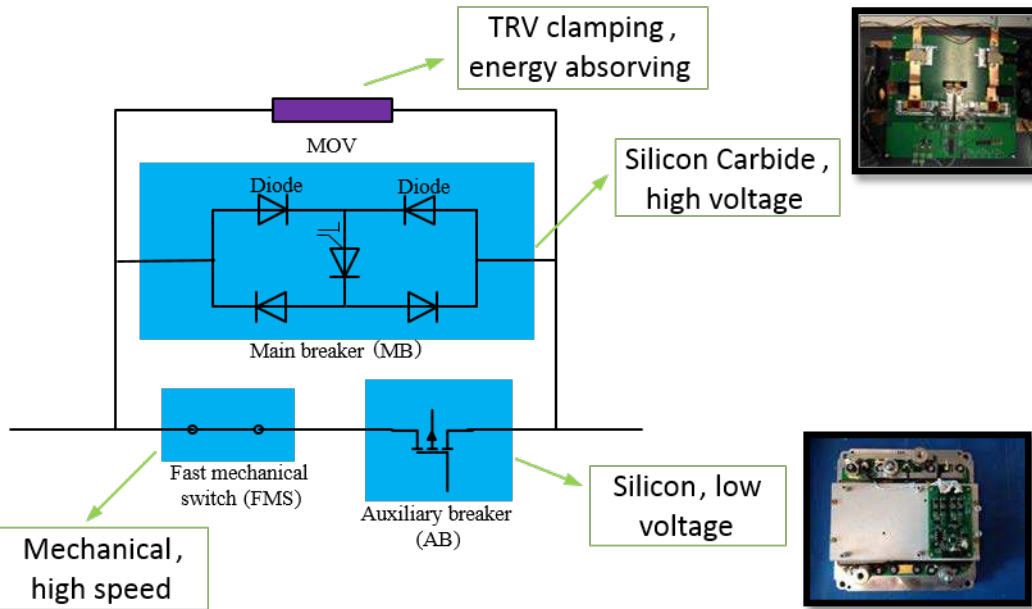 TRV clamping ,
energy absorving
MOV
Silicon Carbide ,
high voltage
Diode
Diode
Main breaker (MB)
Fast mechanical
switch (FMS)
Auxiliary breaker
(AB)
Silicon, low
voltage
Mechanical ,
high speed